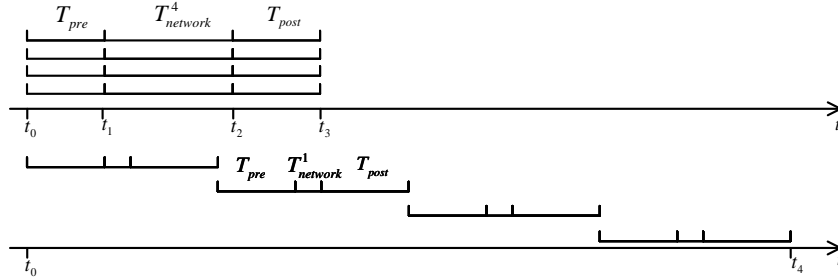 T_pre T^4_network T_post
t_0 t_1 t_2 t_3 t
T_pre T^1_network T_post
t_0 t_4